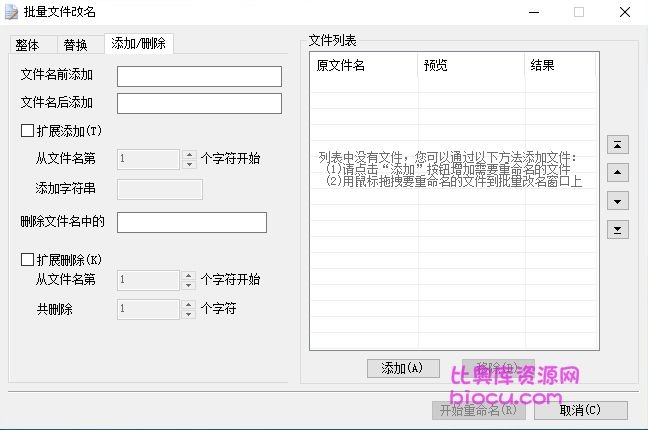 批量文件改名
整体 替换 添加/删除
文件名前添加
文件名后添加
扩展添加(T)
从文件名第 1 个字符开始
添加字符串
删除文件名中的
扩展删除(K)
从文件名第 1 个字符开始
共删除 1 个字符
文件列表
原文件名 预览 结果
列表中没有文件，您可以通过以下方法添加文件：
(1)请点击“添加”按钮增加需要重命名的文件
(2)用鼠标拖拽要重命名的文件到批量改名窗口上
添加(A) 移除(D)
比奥库资源网
biocu.com
开始重命名(R) 取消(C)